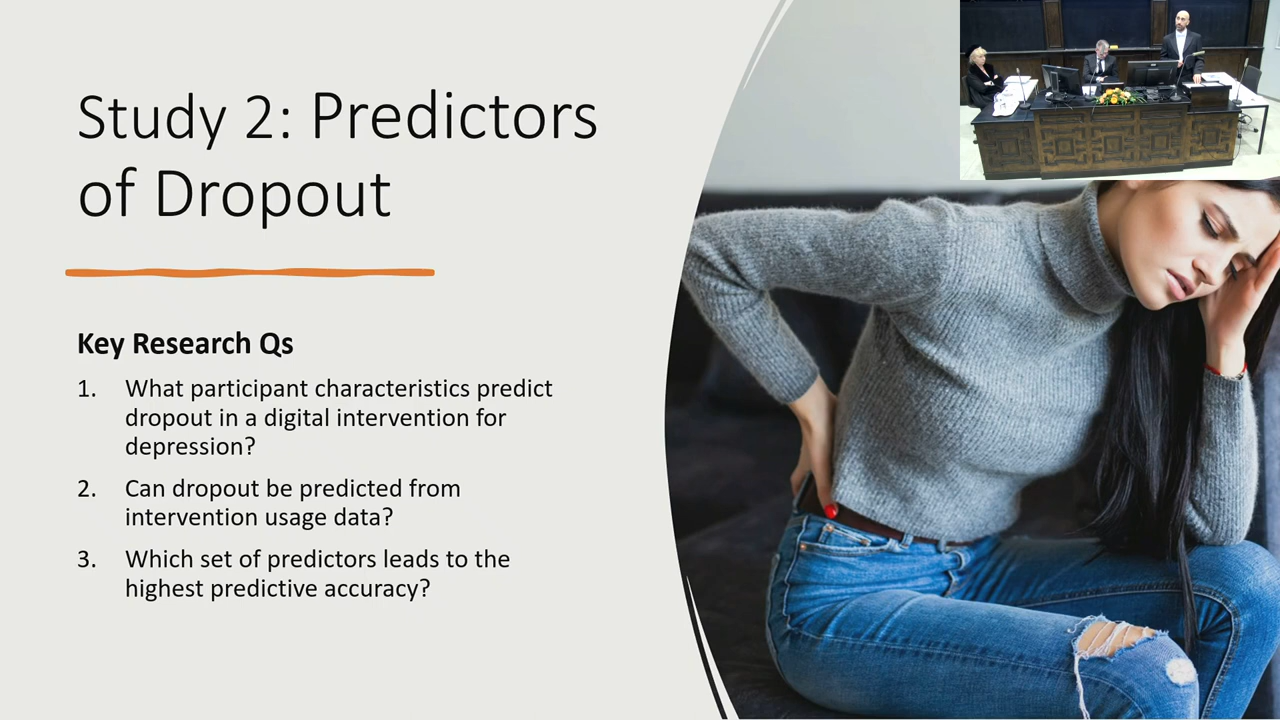 Study 2: Predictors
of Dropout
Key Research Qs
1. What participant characteristics predict
dropout in a digital intervention for
depression?
2. Can dropout be predicted from
intervention usage data?
3. Which set of predictors leads to the
highest predictive accuracy?